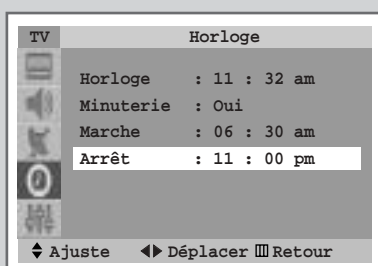 TV Horloge
Horloge : 11 : 32 am
Minuterie : Oui
Marche : 06 : 30 am
Arrêt : 11 : 00 pm
Ajuste Déplacer Retour